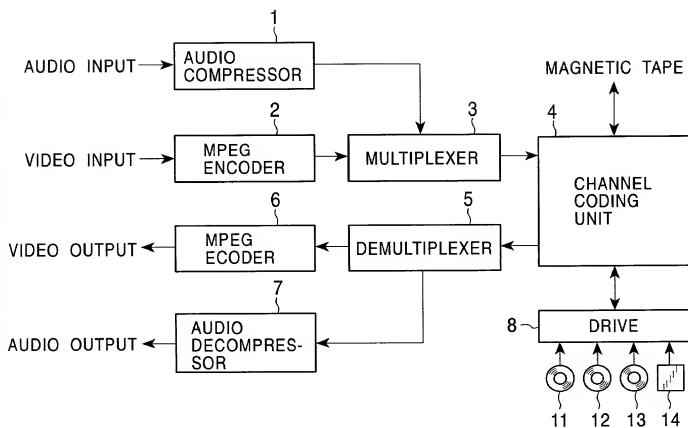 1
AUDIO INPUT
AUDIO
COMPRESSOR
MAGNETIC TAPE
2
3
4
VIDEO INPUT
MPEG
ENCODER
MULTIPLEXER
CHANNEL
CODING
UNIT
6
5
VIDEO OUTPUT
MPEG
ECODER
DEMULTIPLEXER
7
AUDIO OUTPUT
AUDIO
DECOMPRES-
SOR
8
DRIVE
11
12
13
14